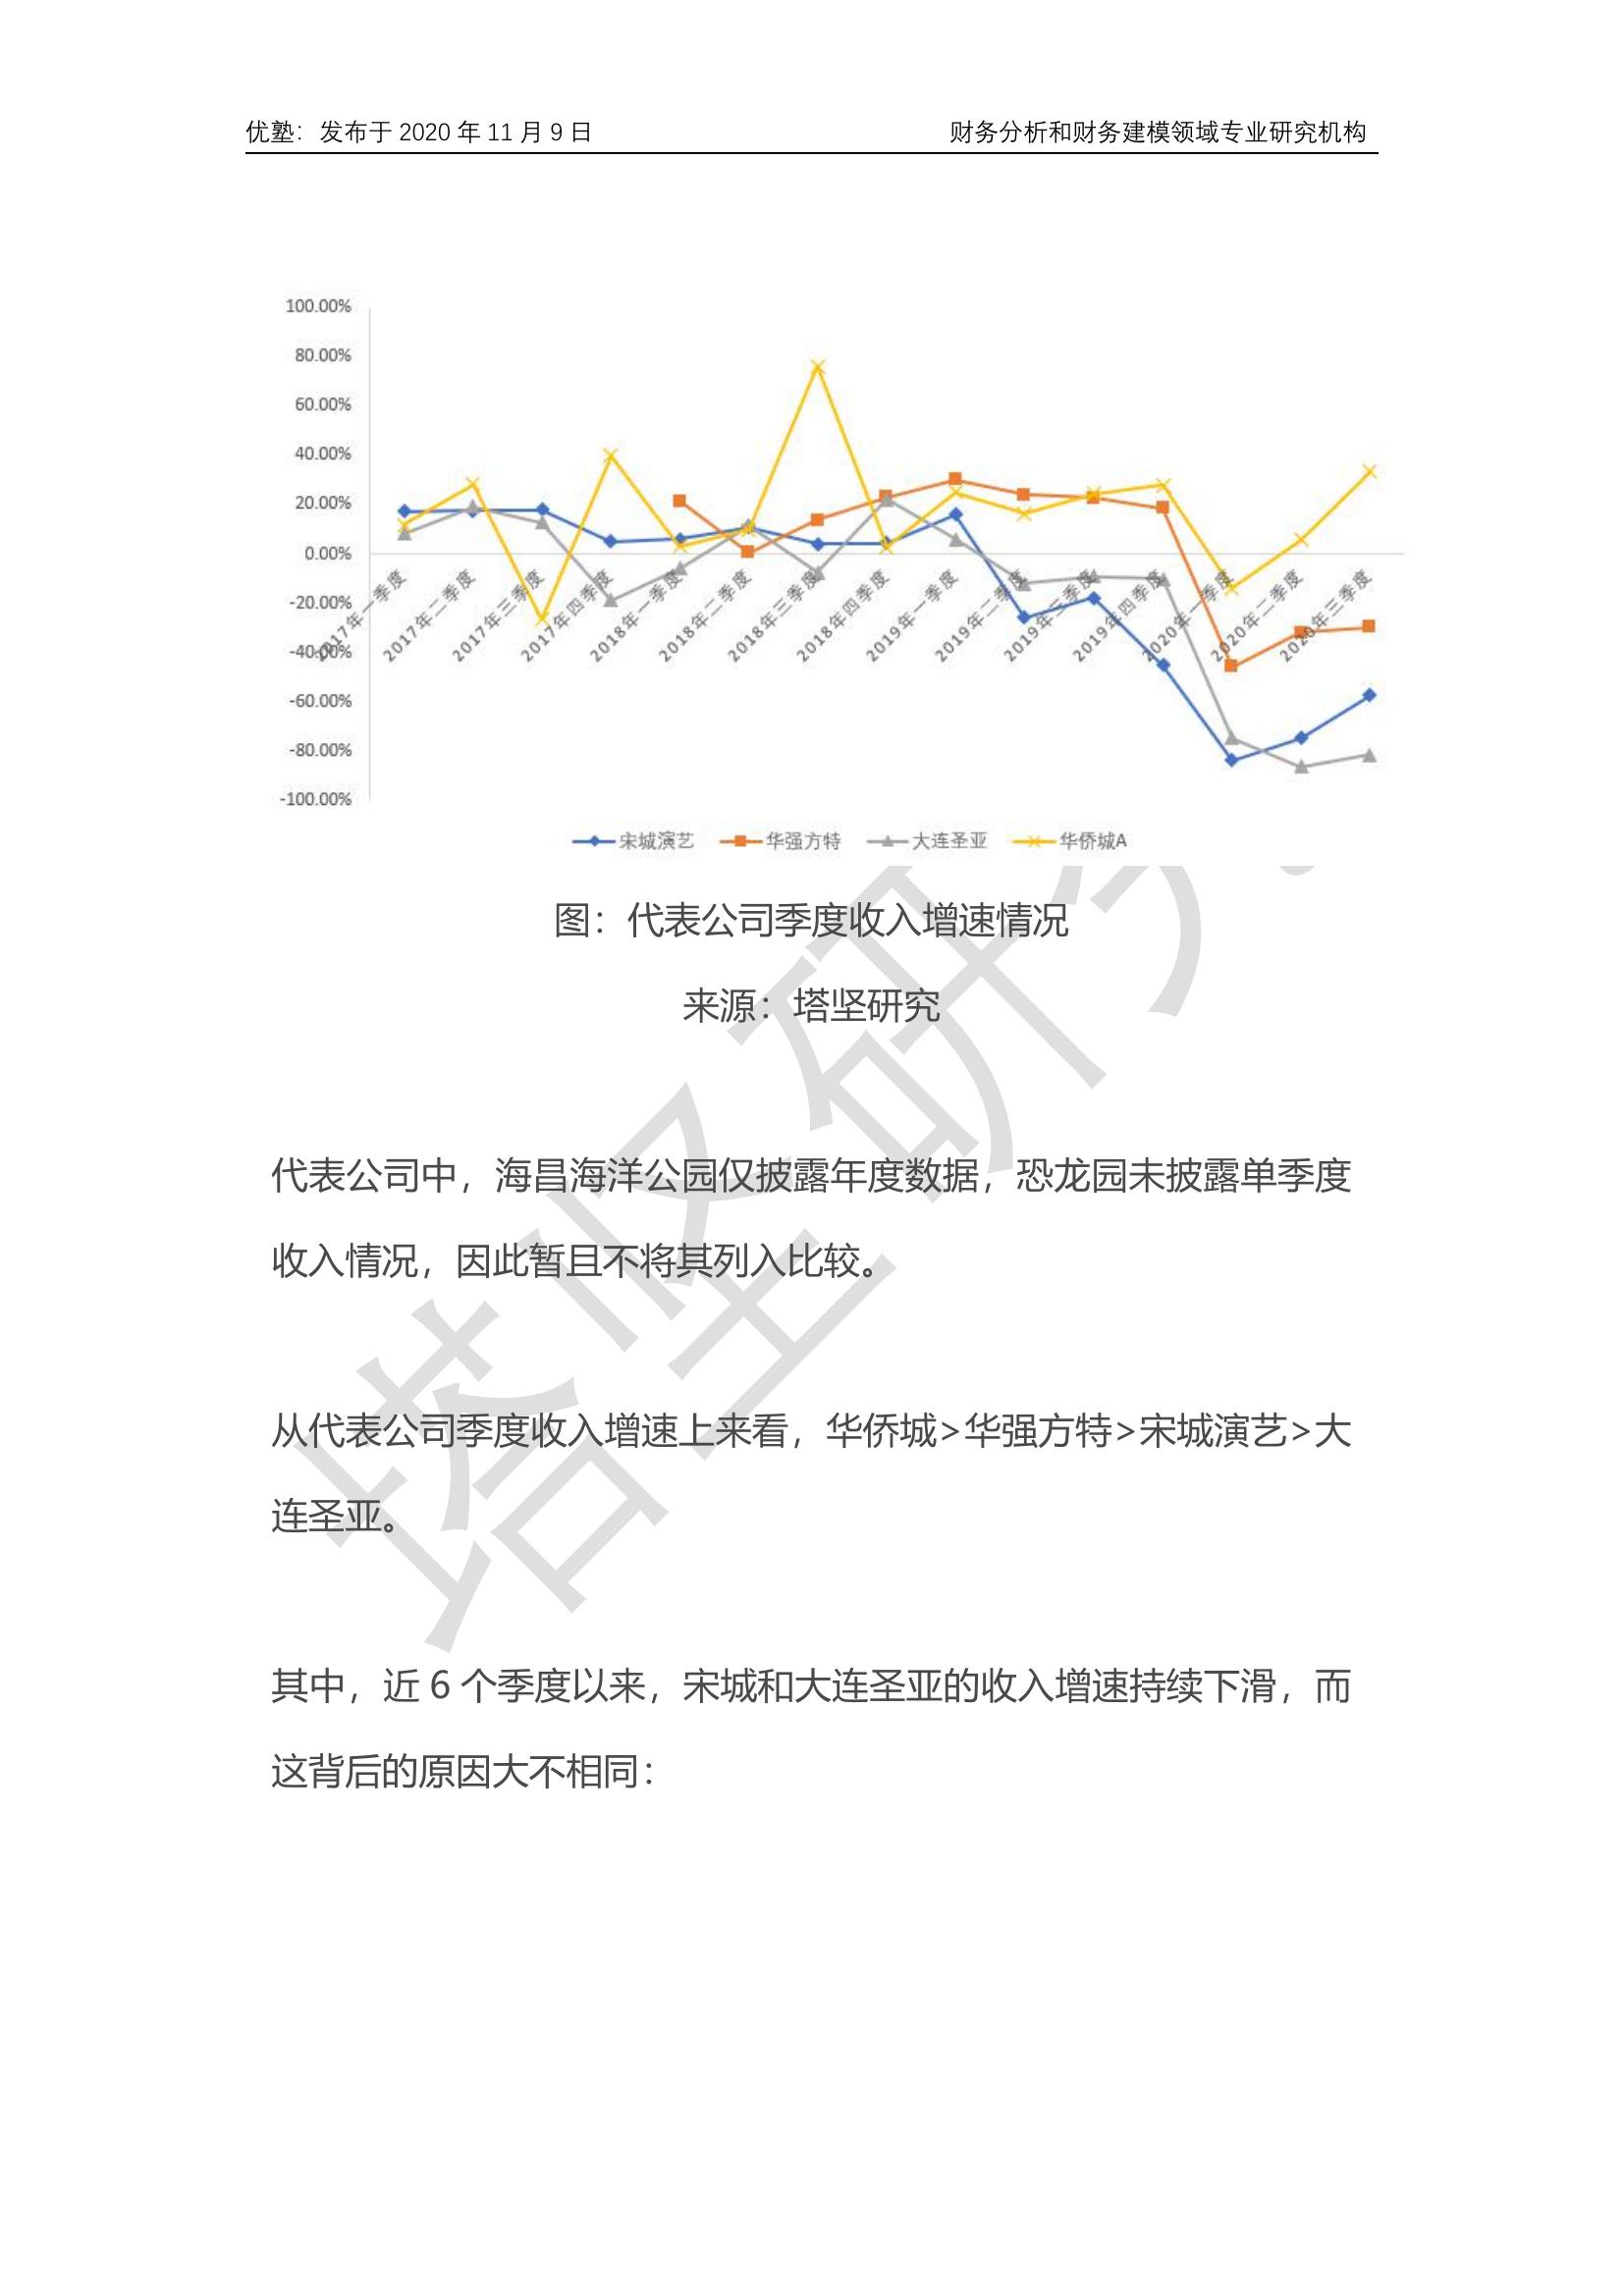 优塾：发布于 2020 年 11 月 9 日 财务分析和财务建模领域专业研究机构
100.00%
80.00%
60.00%
40.00%
20.00%
0.00%
-20.00%
-40.00%
-60.00%
-80.00%
-100.00%
2017年一季度
2017年二季度
2017年三季度
2017年四季度
2018年一季度
2018年二季度
2018年三季度
2018年四季度
2019年一季度
2019年二季度
2019年二季度
2019年四季度
2020年一季度
2020年二季度
2020年三季度
宋城演艺 华强方特 大连圣亚 华侨城A
图：代表公司季度收入增速情况
来源：塔坚研究
代表公司中，海昌海洋公园仅披露年度数据，恐龙园未披露单季度
收入情况，因此暂且不将其列入比较。
从代表公司季度收入增速上来看，华侨城>华强方特>宋城演艺>大
连圣亚。
其中，近 6 个季度以来，宋城和大连圣亚的收入增速持续下滑，而
这背后的原因大不相同：
塔坚研究